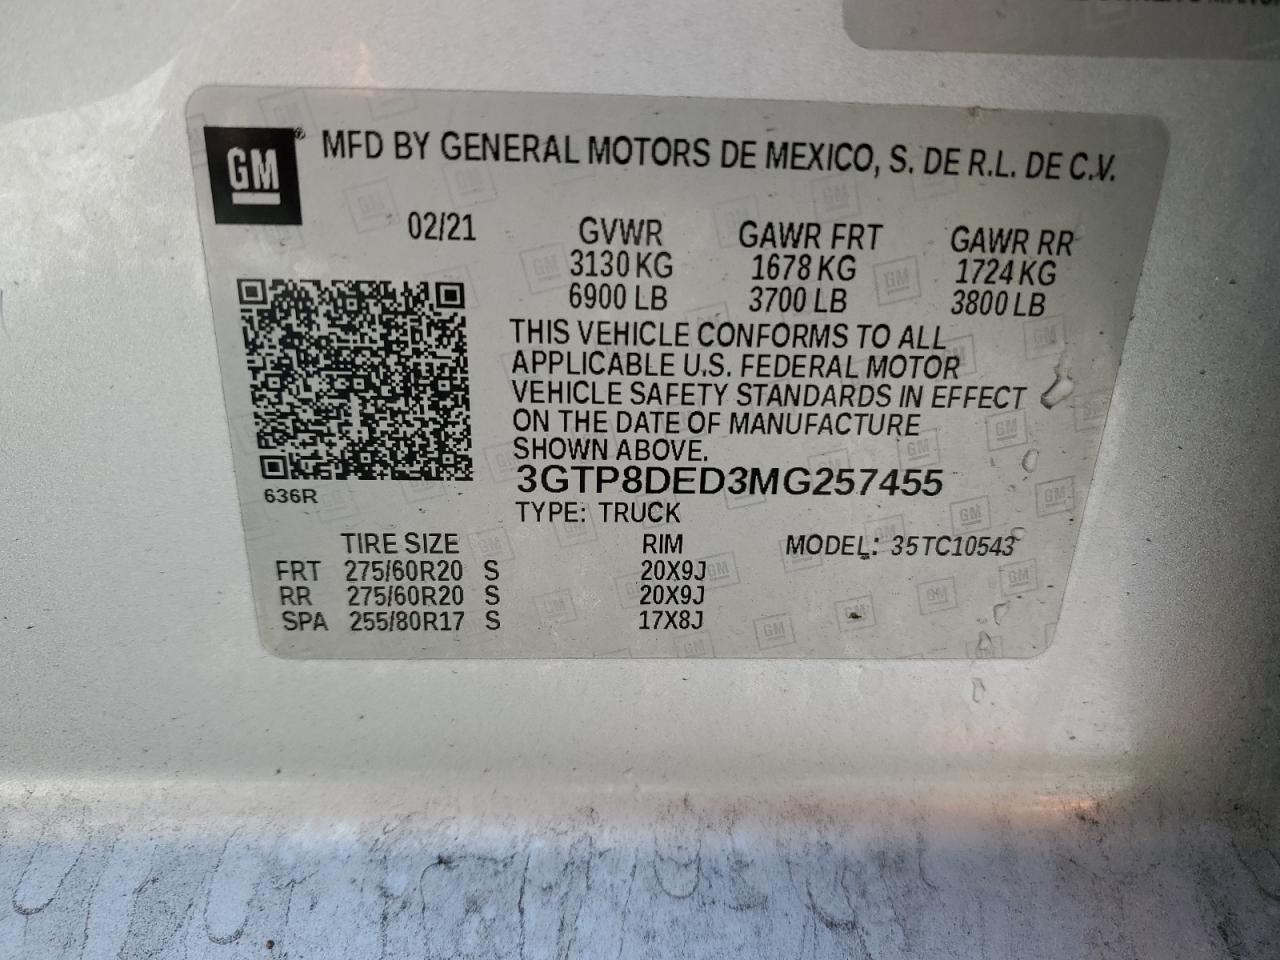 GM
MFD BY GENERAL MOTORS DE MEXICO, S. DE R.L. DE C.V.
02/21
GVWR
3130 KG
6900 LB
GAWR FRT
1678 KG
3700 LB
GAWR RR
1724 KG
3800 LB
THIS VEHICLE CONFORMS TO ALL
APPLICABLE U.S. FEDERAL MOTOR
VEHICLE SAFETY STANDARDS IN EFFECT
ON THE DATE OF MANUFACTURE
SHOWN ABOVE.
636R
3GTP8DED3MG257455
TYPE: TRUCK
TIRE SIZE RIM MODEL: 35TC10543
FRT 275/60R20 S 20X9J
RR 275/60R20 S 20X9J
SPA 255/80R17 S 17X8J